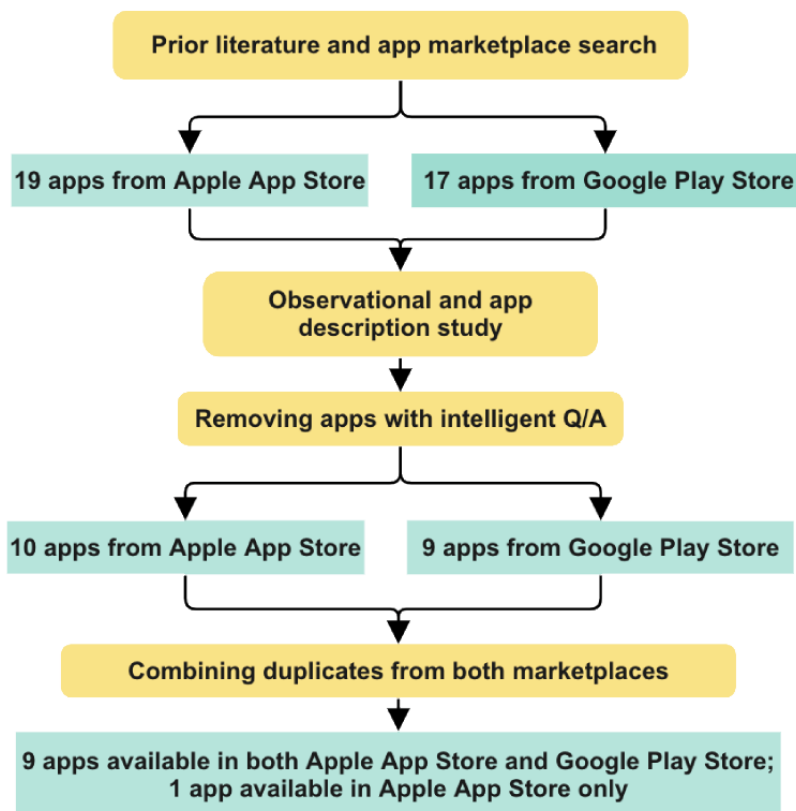 Prior literature and app marketplace search
19 apps from Apple App Store
17 apps from Google Play Store
Observational and app
description study
Removing apps with intelligent Q/A
10 apps from Apple App Store
9 apps from Google Play Store
Combining duplicates from both marketplaces
9 apps available in both Apple App Store and Google Play Store;
1 app available in Apple App Store only